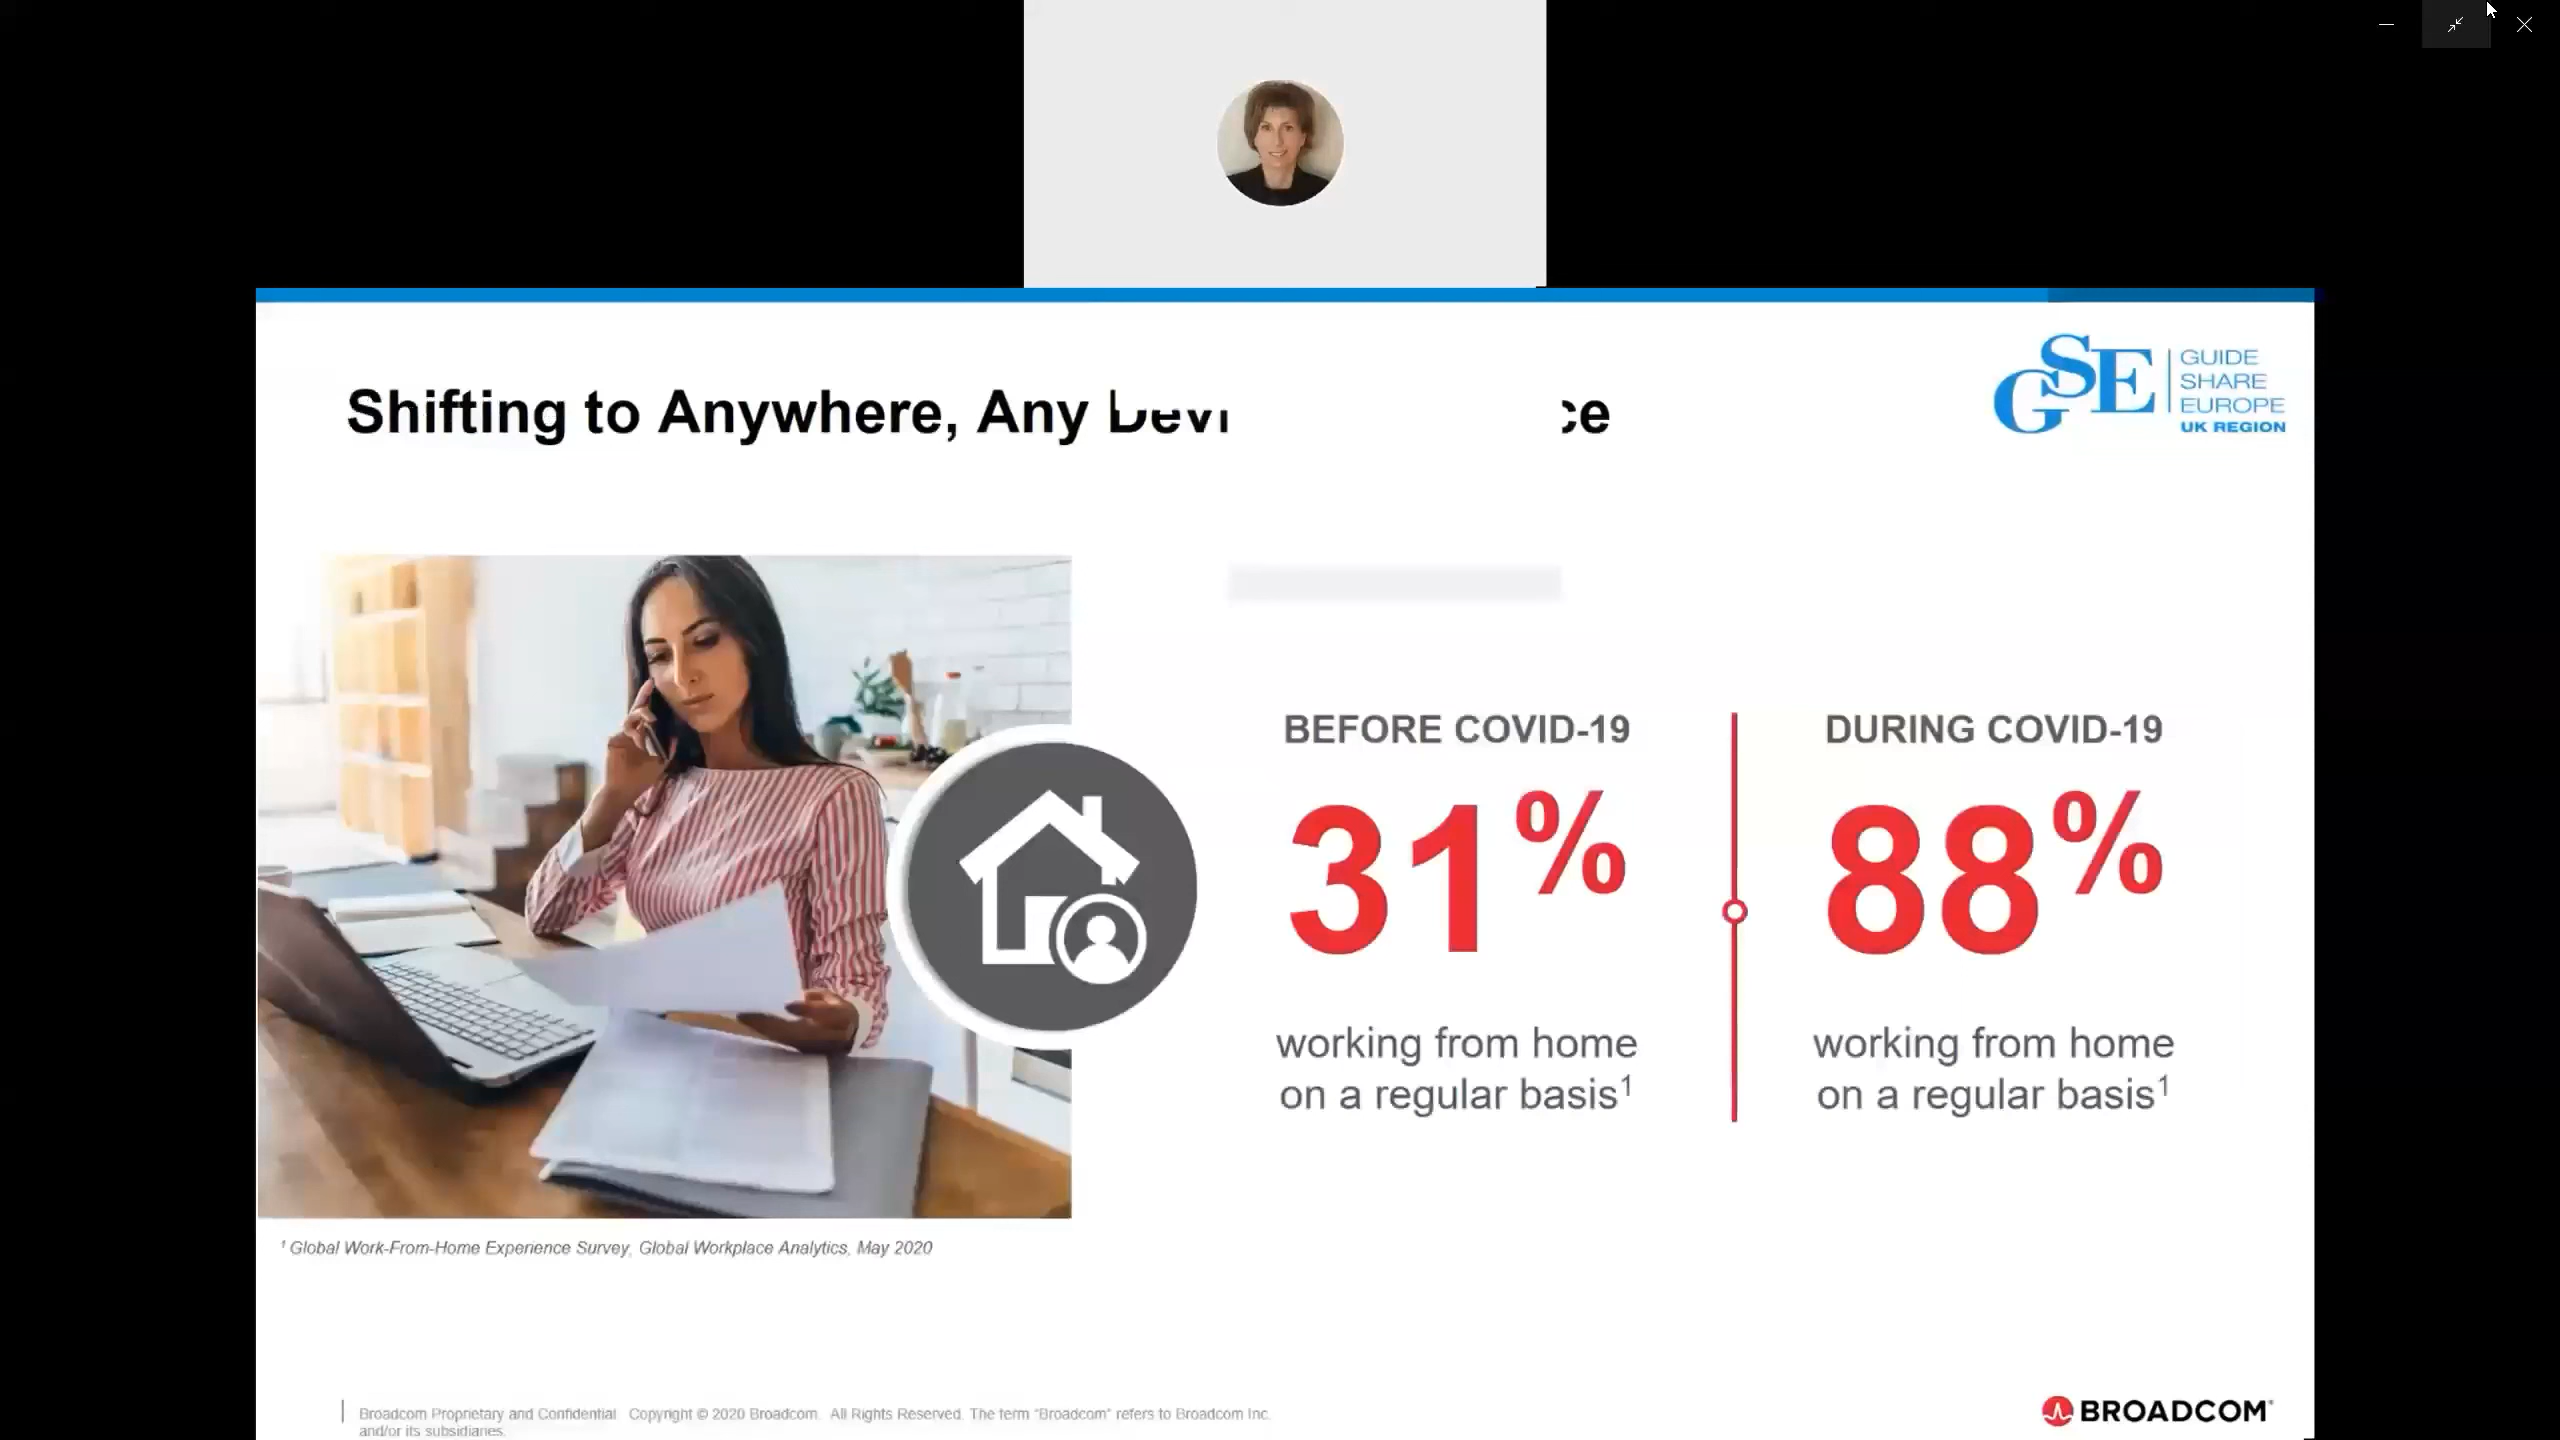 Shifting to Anywhere, Any
GSE
GUIDE
SHARE
EUROPE
UK REGION
BEFORE COVID-19
31%
working from home
on a regular basis¹
DURING COVID-19
88%
working from home
on a regular basis¹
¹ Global Work-From-Home Experience Survey, Global Workplace Analytics, May 2020
Broadcom Proprietary and Confidential Copyright © 2020 Broadcom. All Rights Reserved. The term “Broadcom” refers to Broadcom Inc.
and/or its subsidiaries.
BROADCOM®